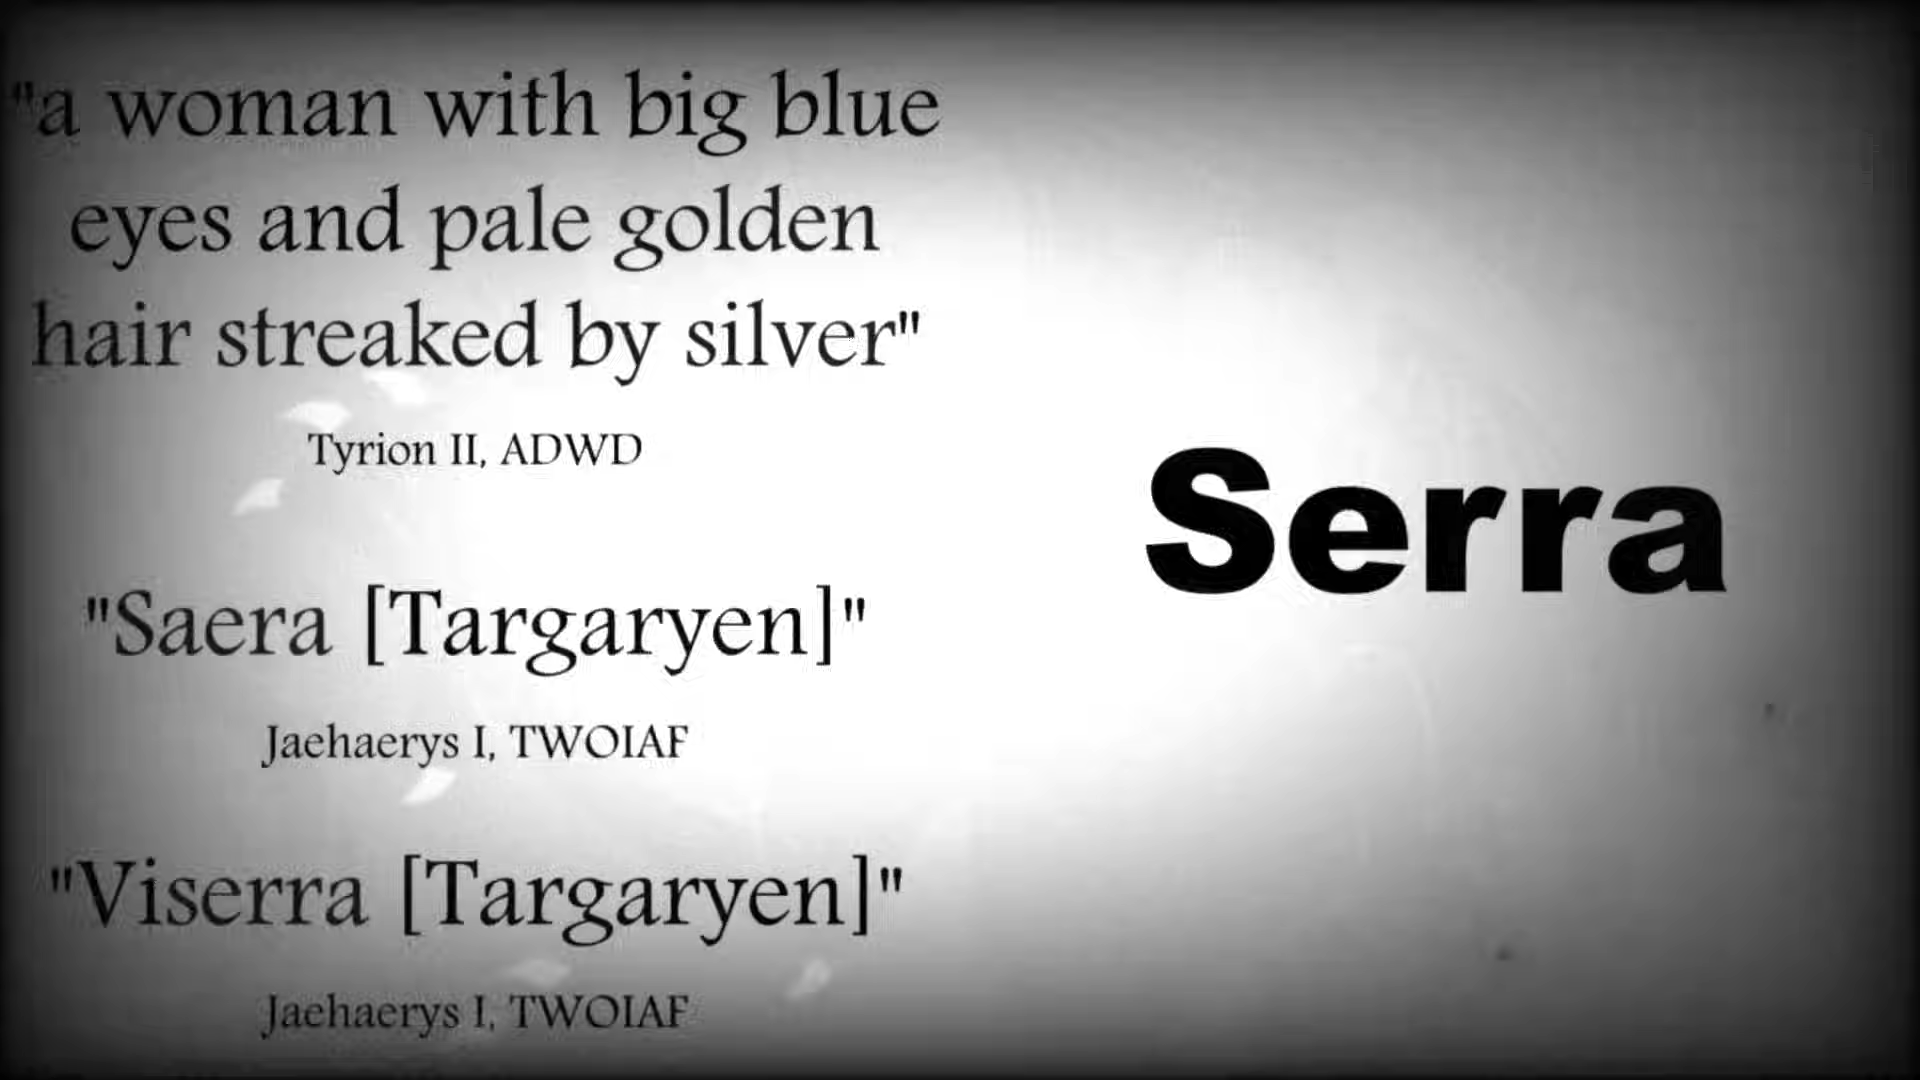 "a woman with big blue
eyes and pale golden
hair streaked by silver"
Tyrion II, ADWD
"Saera [Targaryen]"
Jaehaerys I, TWOIAF
"Viserra [Targaryen]"
Jaehaerys I, TWOIAF
Serra